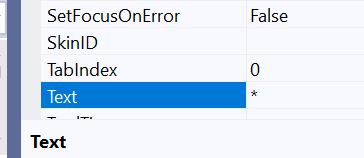 SetFocusOnError False
SkinID
TabIndex 0
Text *
Text